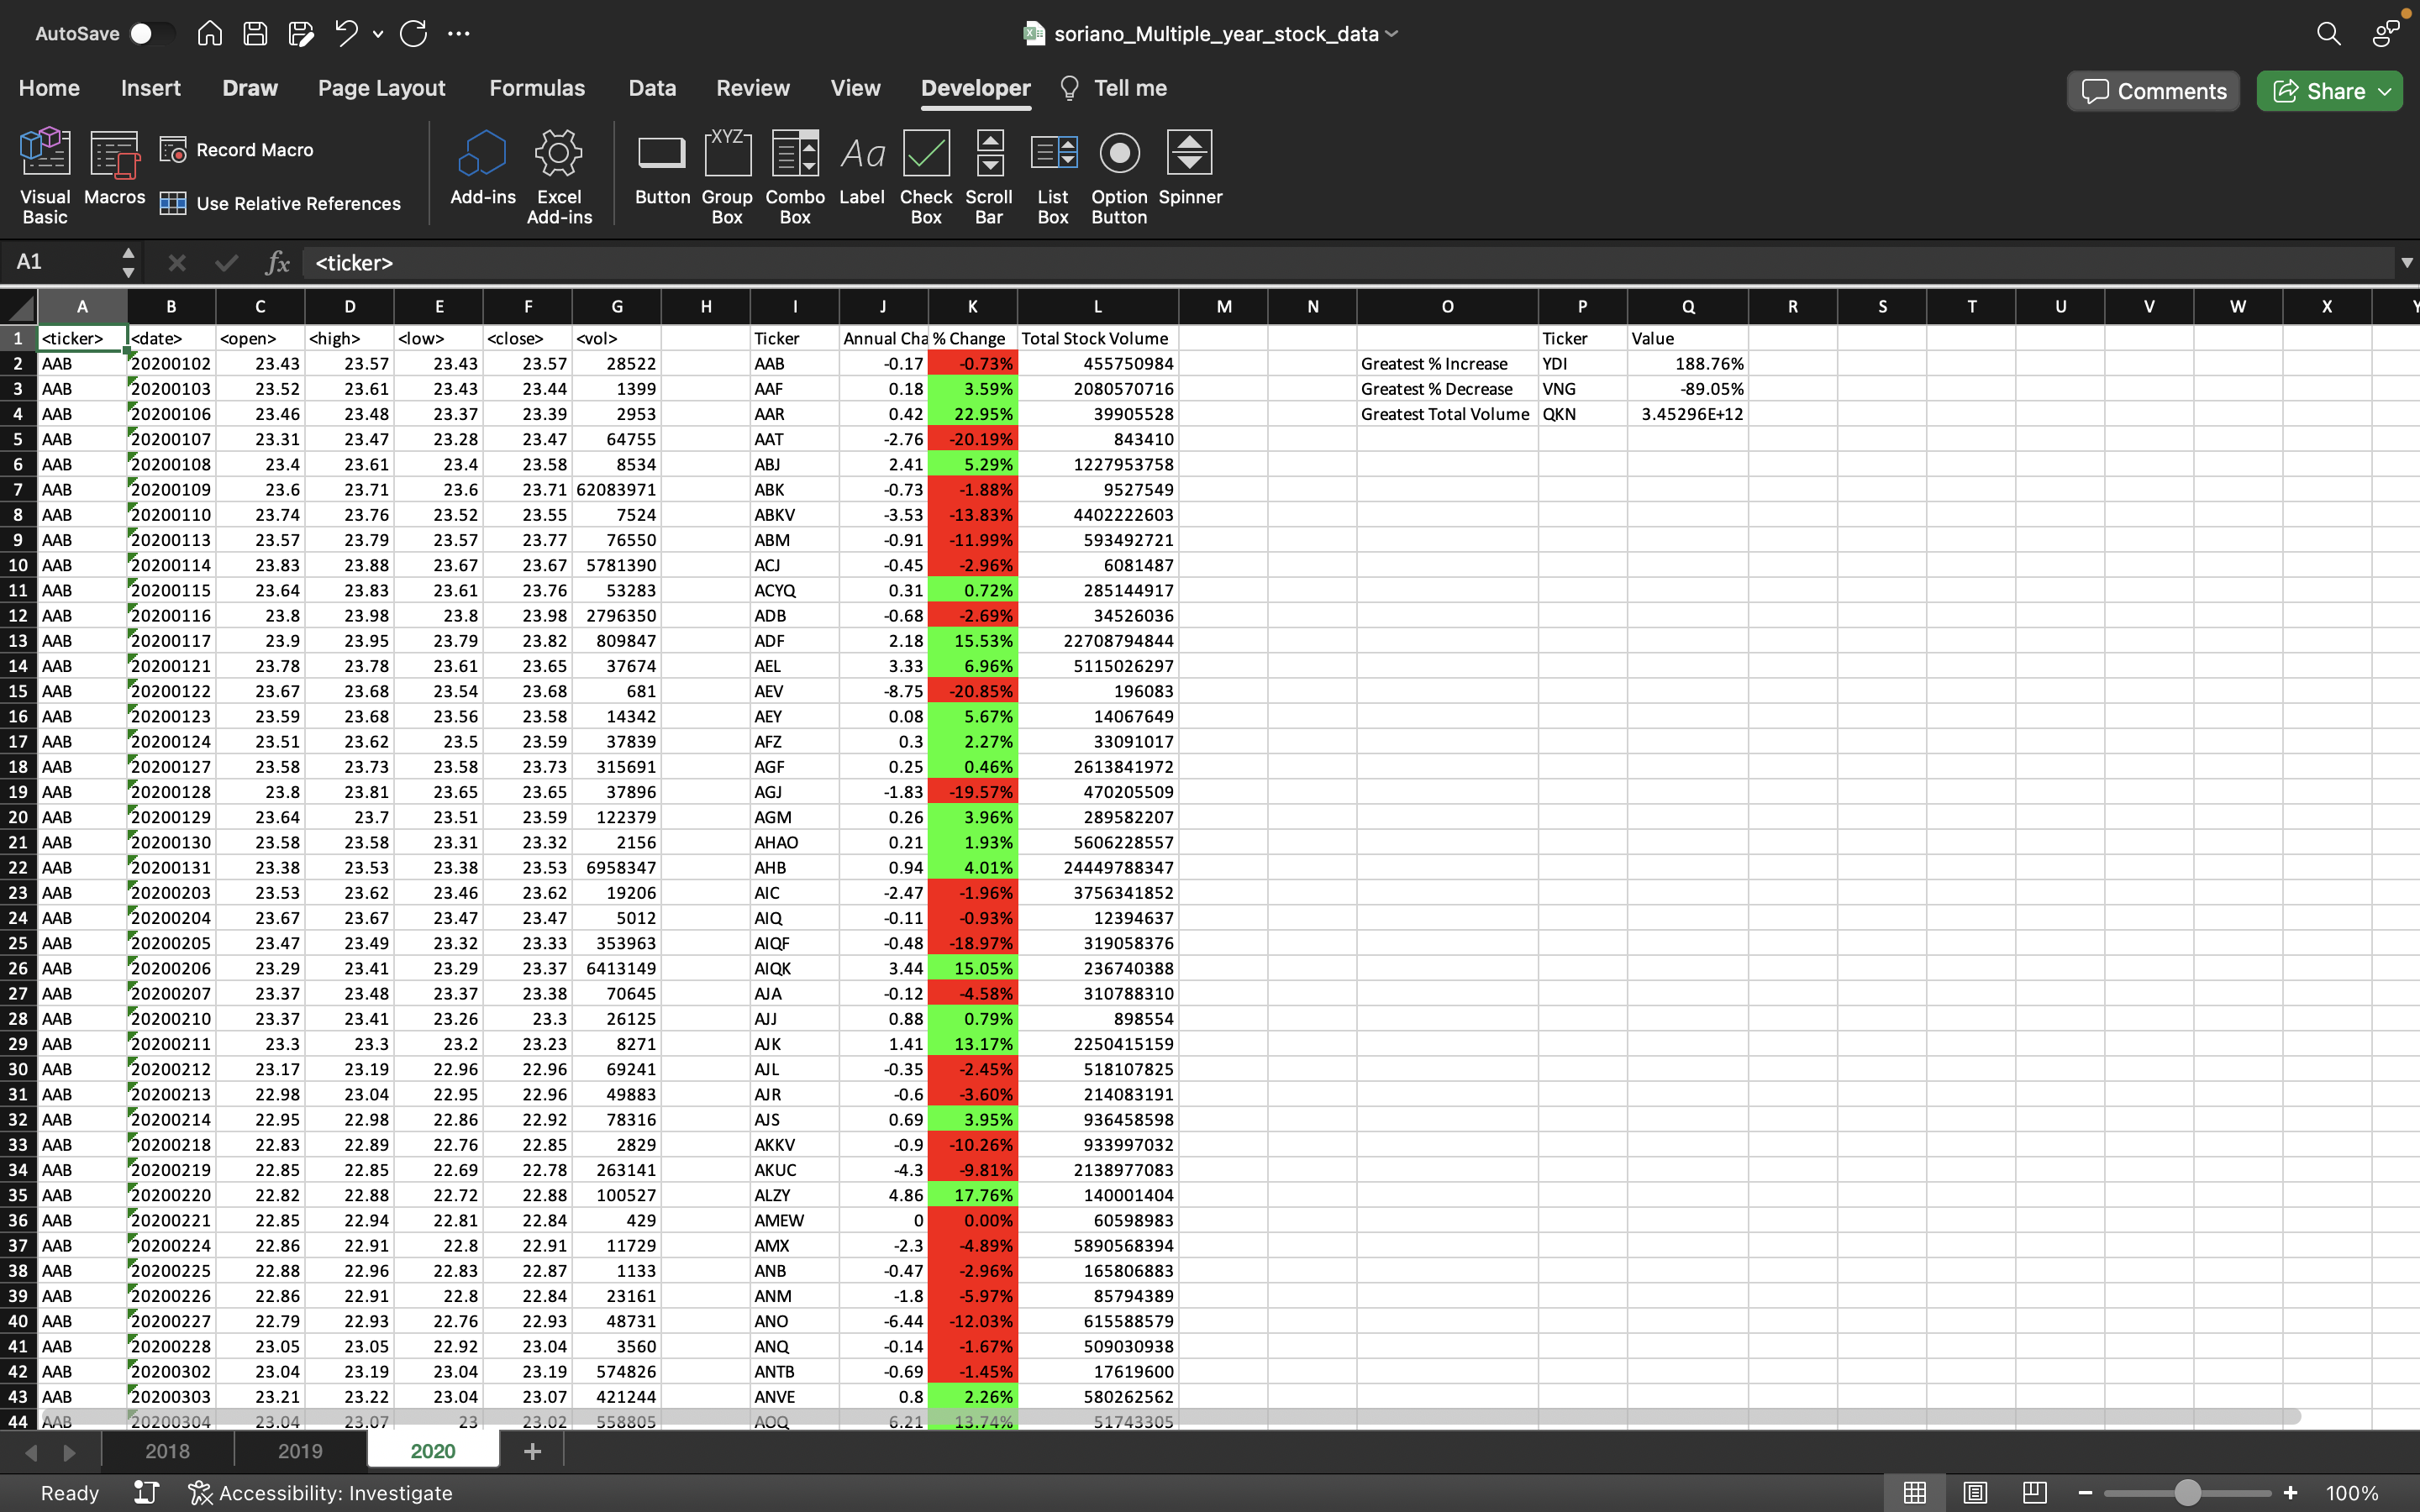 AutoSave
soriano_Multiple_year_stock_data
Home Insert Draw Page Layout Formulas Data Review View Developer Tell me Comments Share
Visual Basic Macros Record Macro Use Relative References Add-ins Excel Add-ins Button Group Box Combo Box Label Check Box Scroll Bar List Box Option Button Spinner
XYZ Aa
A1 fx <ticker>
A B C D E F G H I J K L M N O P Q R S T U V W X Y
1 <ticker> <date> <open> <high> <low> <close> <vol> Ticker Annual Cha % Change Total Stock Volume Ticker Value
2 AAB 20200102 23.43 23.57 23.43 23.57 28522 AAB -0.17 -0.73% 455750984 Greatest % Increase YDI 188.76%
3 AAB 20200103 23.52 23.61 23.43 23.44 1399 AAF 0.18 3.59% 2080570716 Greatest % Decrease VNG -89.05%
4 AAB 20200106 23.46 23.48 23.37 23.39 2953 AAR 0.42 22.95% 39905528 Greatest Total Volume QKN 3.45296E+12
5 AAB 20200107 23.31 23.47 23.28 23.47 64755 AAT -2.76 -20.19% 843410
6 AAB 20200108 23.4 23.61 23.4 23.58 8534 ABJ 2.41 5.29% 1227953758
7 AAB 20200109 23.6 23.71 23.6 23.71 62083971 ABK -0.73 -1.88% 9527549
8 AAB 20200110 23.74 23.76 23.52 23.55 7524 ABKV -3.53 -13.83% 4402222603
9 AAB 20200113 23.57 23.79 23.57 23.77 76550 ABM -0.91 -11.99% 593492721
10 AAB 20200114 23.83 23.88 23.67 23.67 5781390 ACJ -0.45 -2.96% 6081487
11 AAB 20200115 23.64 23.83 23.61 23.76 53283 ACYQ 0.31 0.72% 285144917
12 AAB 20200116 23.8 23.98 23.8 23.98 2796350 ADB -0.68 -2.69% 34526036
13 AAB 20200117 23.9 23.95 23.79 23.82 809847 ADF 2.18 15.53% 22708794844
14 AAB 20200121 23.78 23.78 23.61 23.65 37674 AEL 3.33 6.96% 5115026297
15 AAB 20200122 23.67 23.68 23.54 23.68 681 AEV -8.75 -20.85% 196083
16 AAB 20200123 23.59 23.68 23.56 23.58 14342 AEY 0.08 5.67% 14067649
17 AAB 20200124 23.51 23.62 23.5 23.59 37839 AFZ 0.3 2.27% 33091017
18 AAB 20200127 23.58 23.73 23.58 23.73 315691 AGF 0.25 0.46% 2613841972
19 AAB 20200128 23.8 23.81 23.65 23.65 37896 AGJ -1.83 -19.57% 470205509
20 AAB 20200129 23.64 23.7 23.51 23.59 122379 AGM 0.26 3.96% 289582207
21 AAB 20200130 23.58 23.58 23.31 23.32 2156 AHAO 0.21 1.93% 5606228557
22 AAB 20200131 23.38 23.53 23.38 23.53 6958347 AHB 0.94 4.01% 24449788347
23 AAB 20200203 23.53 23.62 23.46 23.62 19206 AIC -2.47 -1.96% 3756341852
24 AAB 20200204 23.67 23.67 23.47 23.47 5012 AIQ -0.11 -0.93% 12394637
25 AAB 20200205 23.47 23.49 23.32 23.33 353963 AIQF -0.48 -18.97% 319058376
26 AAB 20200206 23.29 23.41 23.29 23.37 6413149 AIQK 3.44 15.05% 236740388
27 AAB 20200207 23.37 23.48 23.37 23.38 70645 AJA -0.12 -4.58% 310788310
28 AAB 20200210 23.37 23.41 23.26 23.3 26125 AJJ 0.88 0.79% 898554
29 AAB 20200211 23.3 23.3 23.2 23.23 8271 AJK 1.41 13.17% 2250415159
30 AAB 20200212 23.17 23.19 22.96 22.96 69241 AJL -0.35 -2.45% 518107825
31 AAB 20200213 22.98 23.04 22.95 22.96 49883 AJR -0.6 -3.60% 214083191
32 AAB 20200214 22.95 22.98 22.86 22.92 78316 AJS 0.69 3.95% 936458598
33 AAB 20200218 22.83 22.89 22.76 22.85 2829 AKKV -0.9 -10.26% 933997032
34 AAB 20200219 22.85 22.85 22.69 22.78 263141 AKUC -4.3 -9.81% 2138977083
35 AAB 20200220 22.82 22.88 22.72 22.88 100527 ALZY 4.86 17.76% 140001404
36 AAB 20200221 22.85 22.94 22.81 22.84 429 AMEW 0 0.00% 60598983
37 AAB 20200224 22.86 22.91 22.8 22.91 11729 AMX -2.3 -4.89% 5890568394
38 AAB 20200225 22.88 22.96 22.83 22.87 1133 ANB -0.47 -2.96% 165806883
39 AAB 20200226 22.86 22.91 22.8 22.84 23161 ANM -1.8 -5.97% 85794389
40 AAB 20200227 22.79 22.93 22.76 22.93 48731 ANO -6.44 -12.03% 615588579
41 AAB 20200228 23.05 23.05 22.92 23.04 3560 ANQ -0.14 -1.67% 509030938
42 AAB 20200302 23.04 23.19 23.04 23.19 574826 ANTB -0.69 -1.45% 17619600
43 AAB 20200303 23.21 23.22 23.04 23.07 421244 ANVE 0.8 2.26% 580262562
44 AAB 20200304 23.04 23.07 23 23.02 558805 AOQ 6.21 13.74% 51743305
2018 2019 2020 +
Ready Accessibility: Investigate 100%